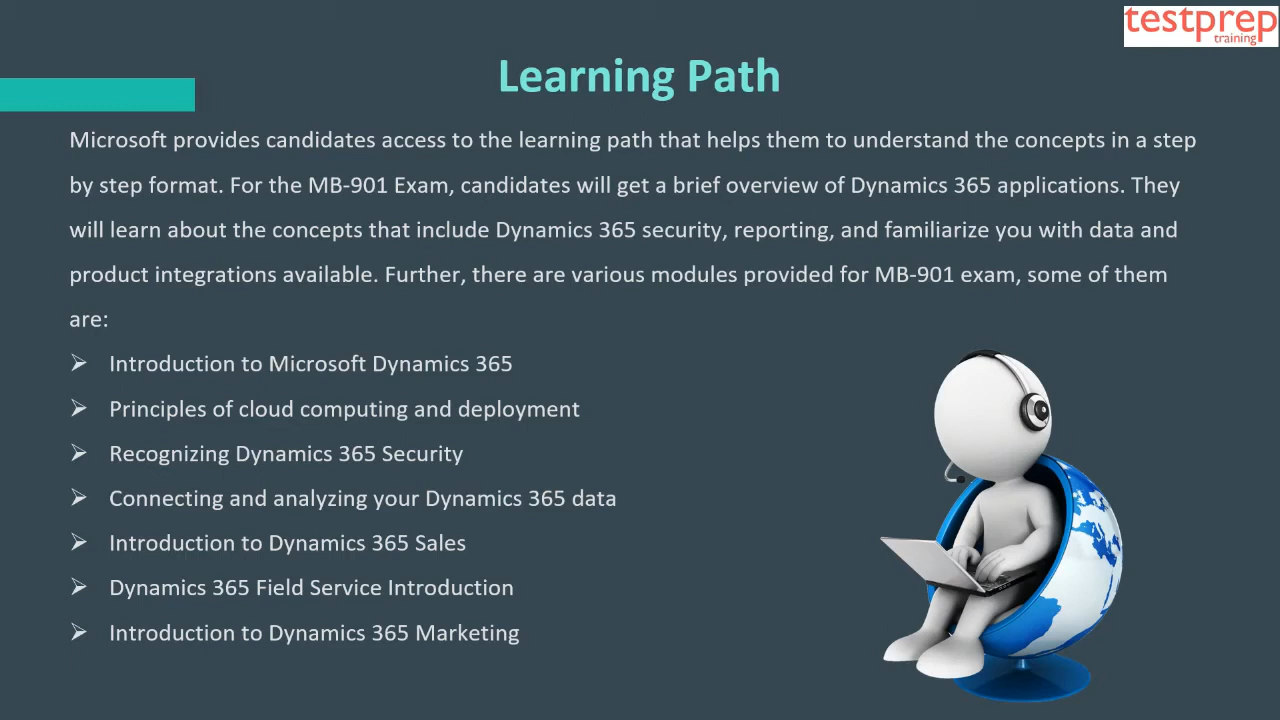 testprep
training
Learning Path
Microsoft provides candidates access to the learning path that helps them to understand the concepts in a step
by step format. For the MB-901 Exam, candidates will get a brief overview of Dynamics 365 applications. They
will learn about the concepts that include Dynamics 365 security, reporting, and familiarize you with data and
product integrations available. Further, there are various modules provided for MB-901 exam, some of them
are:
Introduction to Microsoft Dynamics 365
Principles of cloud computing and deployment
Recognizing Dynamics 365 Security
Connecting and analyzing your Dynamics 365 data
Introduction to Dynamics 365 Sales
Dynamics 365 Field Service Introduction
Introduction to Dynamics 365 Marketing